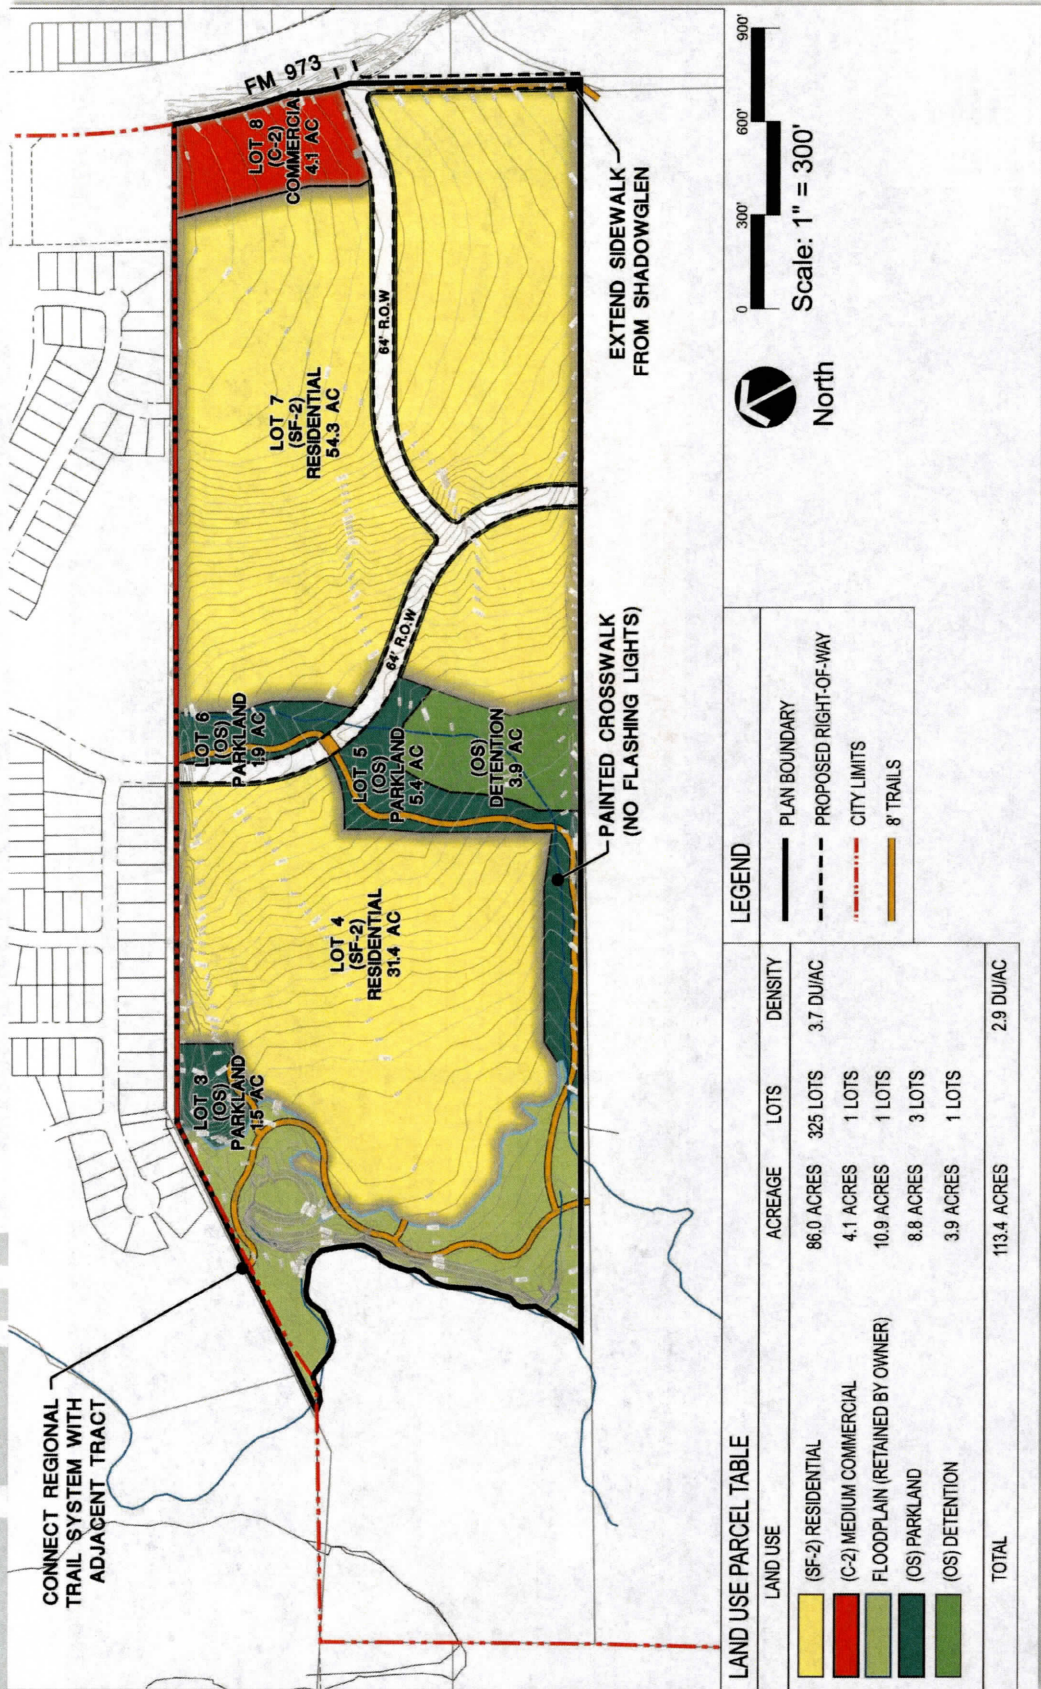 CONNECT REGIONAL
TRAIL SYSTEM WITH
ADJACENT TRACT
FM 973
LOT 8
(C-2)
COMMERCIAL
4.1 AC
LOT 7
(SF-2)
RESIDENTIAL
54.3 AC
64' R.O.W
64' R.O.W
LOT 6
(OS)
PARKLAND
1.9 AC
LOT 5
(OS)
PARKLAND
5.4 AC
(OS)
DETENTION
3.9 AC
LOT 4
(SF-2)
RESIDENTIAL
31.4 AC
LOT 3
(OS)
PARKLAND
1.5 AC
PAINTED CROSSWALK
(NO FLASHING LIGHTS)
EXTEND SIDEWALK
FROM SHADOWGLEN
LAND USE PARCEL TABLE
LAND USE ACREAGE LOTS DENSITY
(SF-2) RESIDENTIAL 86.0 ACRES 325 LOTS 3.7 DU/AC
(C-2) MEDIUM COMMERCIAL 4.1 ACRES 1 LOTS
FLOODPLAIN (RETAINED BY OWNER) 10.9 ACRES 1 LOTS
(OS) PARKLAND 8.8 ACRES 3 LOTS
(OS) DETENTION 3.9 ACRES 1 LOTS
TOTAL 113.4 ACRES 2.9 DU/AC
LEGEND
PLAN BOUNDARY
PROPOSED RIGHT-OF-WAY
CITY LIMITS
8' TRAILS
North
0 300' 600' 900'
Scale: 1" = 300'